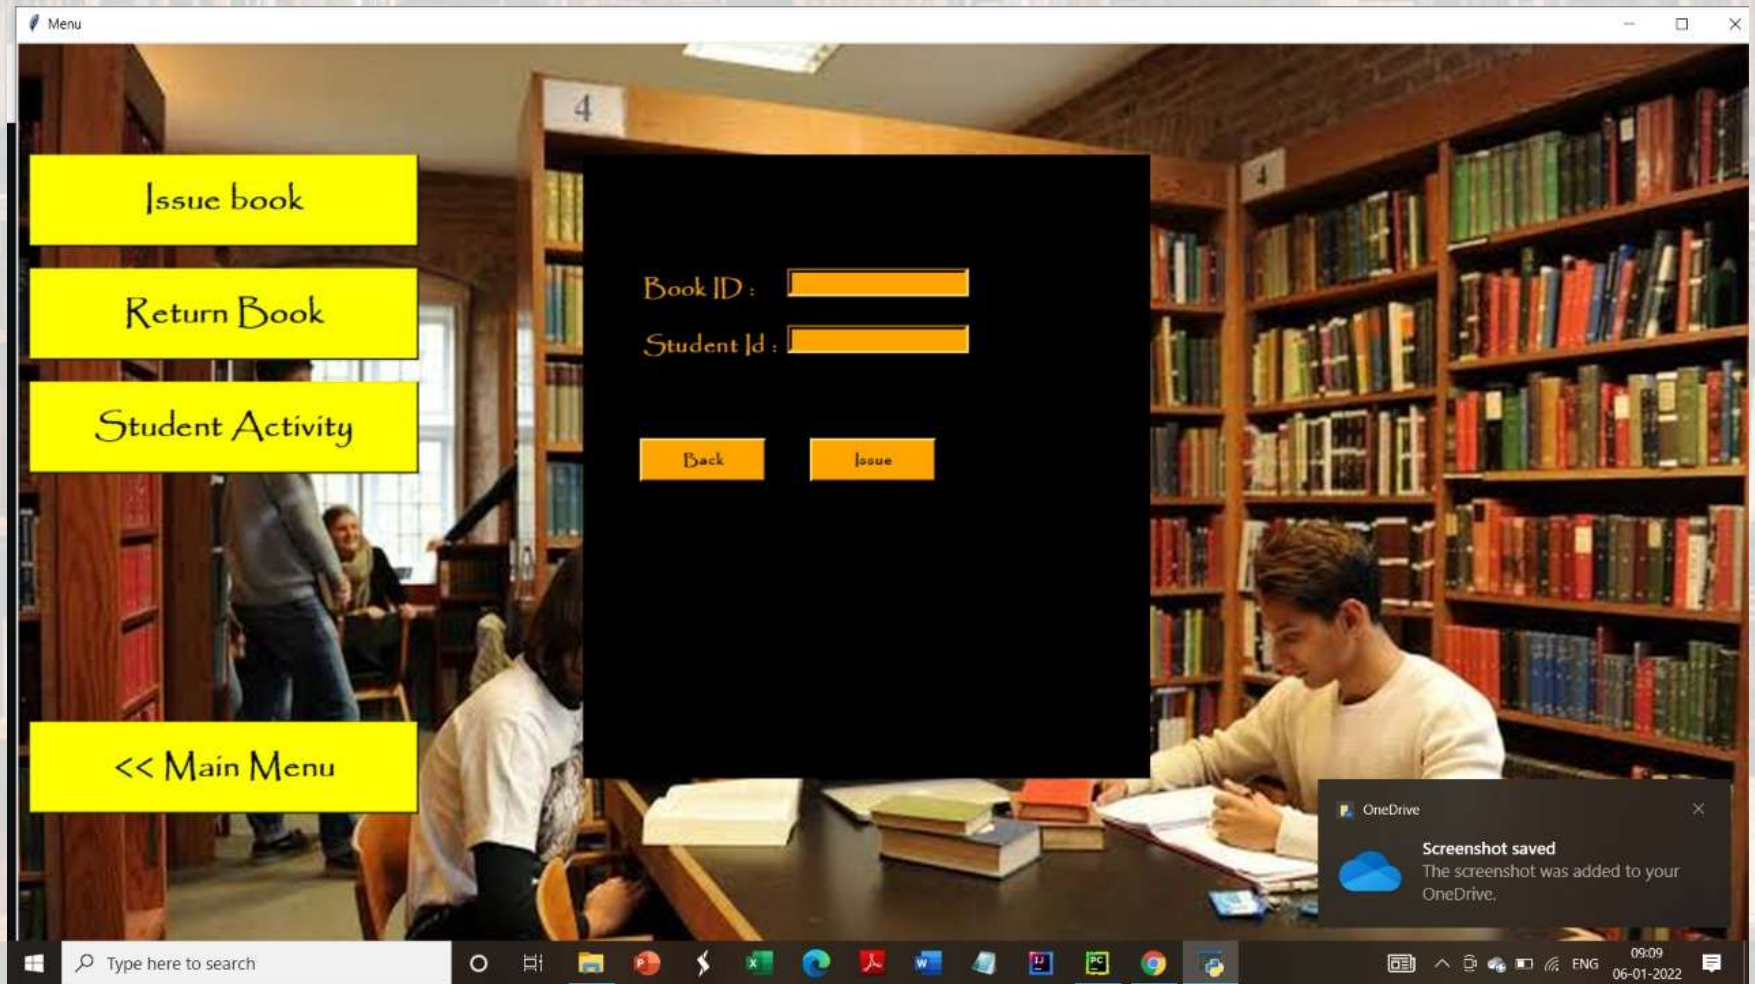 Menu
4
4
Issue book
Return Book
Student Activity
<< Main Menu
Book ID :
Student Id :
Back
Issue
OneDrive
Screenshot saved
The screenshot was added to your
OneDrive.
Type here to search
ENG
09:09
06-01-2022